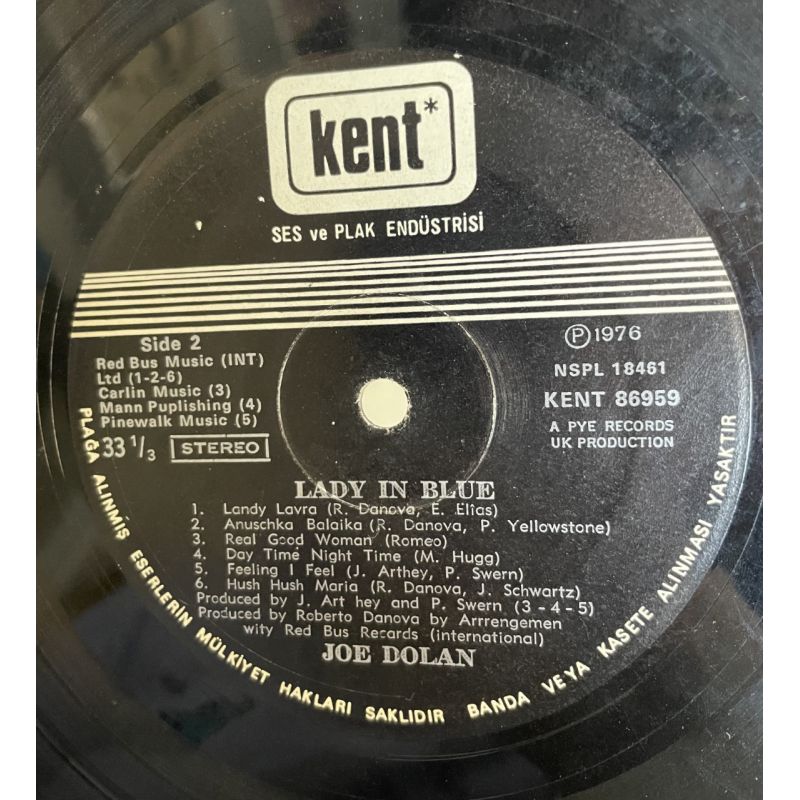 kent*
SES ve PLAK ENDÜSTRİSİ
Side 2
Red Bus Music (INT)
Ltd (1-2-6)
Carlin Music (3)
Mann Puplishing (4)
Pinewalk Music (5)
33 1/3 STEREO
Ⓟ 1976
NSPL 18461
KENT 86959
A PYE RECORDS
UK PRODUCTION
LADY IN BLUE
1. Landy Lavra (R. Danova, E. Elias)
2. Anuschka Balaika (R. Danova, P. Yellowstone)
3. Real Good Woman (Romeo)
4. Day Time Night Time (M. Hugg)
5. Feeling I Feel (J. Arthey, P. Swern)
6. Hush Hush Maria (R. Danova, J. Schwartz)
Produced by J. Art hey and P. Swern (3-4-5)
Produced by Roberto Danova by Arrrengemen
wity Red Bus Records (international)
JOE DOLAN
PLAĞA ALINMIŞ ESERLERİN MÜLKİYET HAKLARI SAKLIDIR BANDA VEYA KASETE ALINMASI YASAKTIR